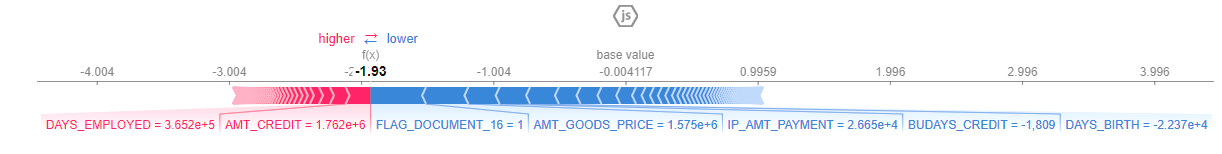 js
higher ⇄ lower
f(x) base value
-4.004 -3.004 -2 -1.93 -1.004 -0.004117 0.9959 1.996 2.996 3.996
DAYS_EMPLOYED = 3.652e+5 AMT_CREDIT = 1.762e+6 FLAG_DOCUMENT_16 = 1 AMT_GOODS_PRICE = 1.575e+6 IP_AMT_PAYMENT = 2.665e+4 BUDAYS_CREDIT = -1,809 DAYS_BIRTH = -2.237e+4